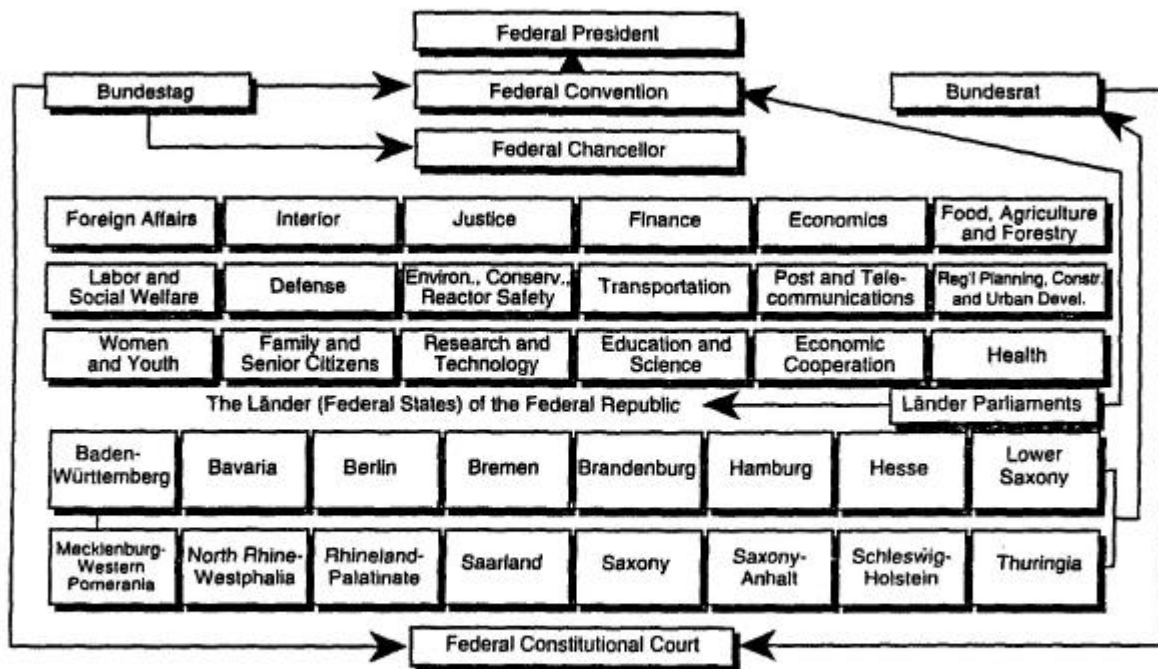 Federal President
Bundestag
Federal Convention
Bundesrat
Federal Chancellor
Foreign Affairs
Interior
Justice
Finance
Economics
Food, Agriculture
and Forestry
Labor and
Social Welfare
Defense
Environ., Conserv.,
Reactor Safety
Transportation
Post and Tele-
communications
Reg'l Planning, Constr.
and Urban Devel.
Women
and Youth
Family and
Senior Citizens
Research and
Technology
Education and
Science
Economic
Cooperation
Health
The Länder (Federal States) of the Federal Republic
Länder Parliaments
Baden-
Württemberg
Bavaria
Berlin
Bremen
Brandenburg
Hamburg
Hesse
Lower
Saxony
Mecklenburg-
Western
Pomerania
North Rhine-
Westphalia
Rhineland-
Palatinate
Saarland
Saxony
Saxony-
Anhalt
Schleswig-
Holstein
Thuringia
Federal Constitutional Court